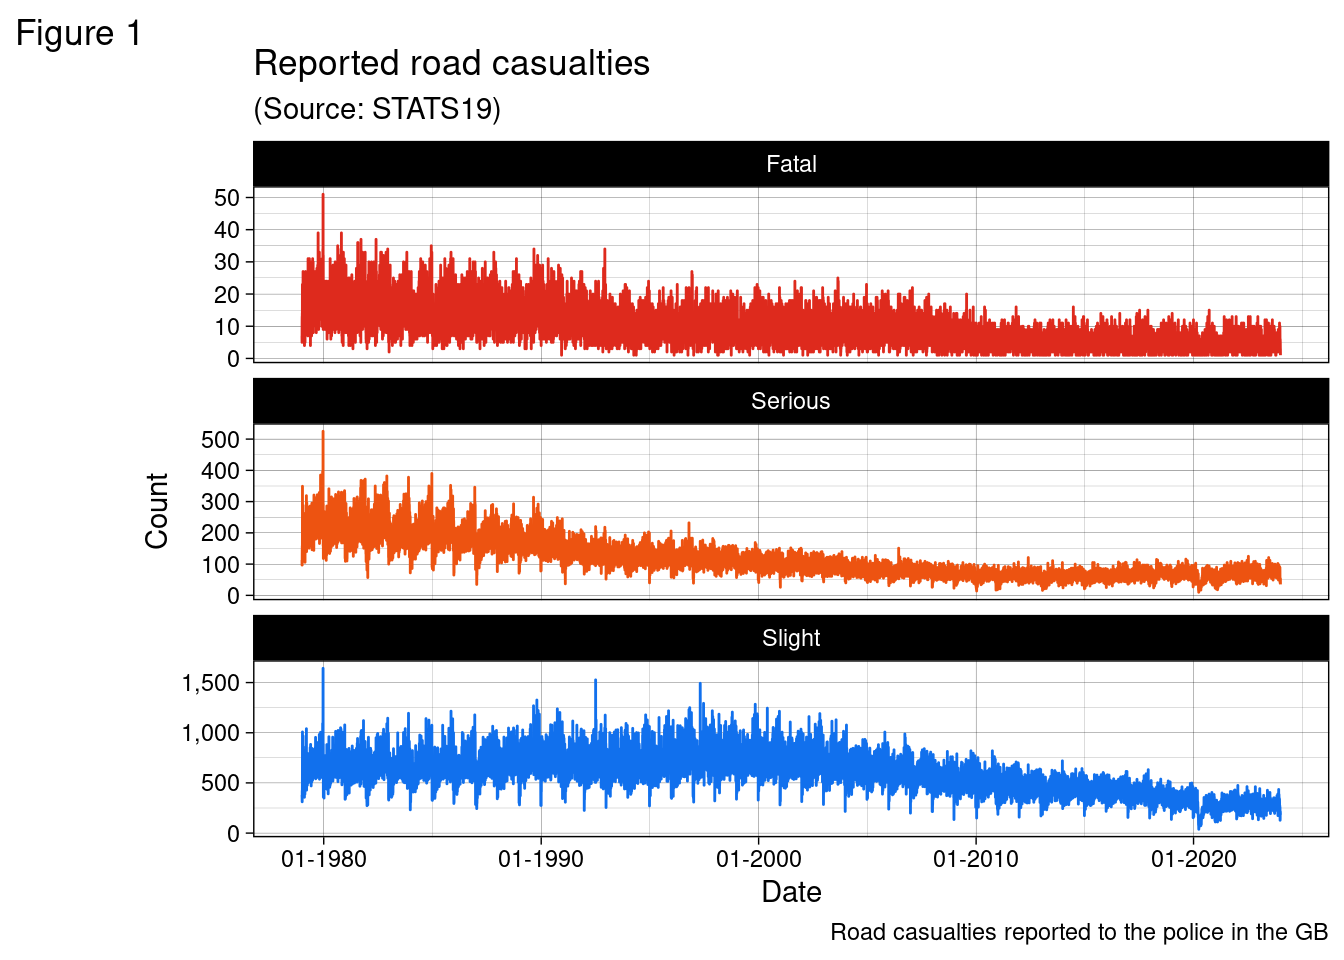 Figure 1
Reported road casualties
(Source: STATS19)
Fatal
50
40
30
20
10
0
Serious
500
400
300
200
100
0
Count
Slight
1,500
1,000
500
0
01-1980 01-1990 01-2000 01-2010 01-2020
Date
Road casualties reported to the police in the GB